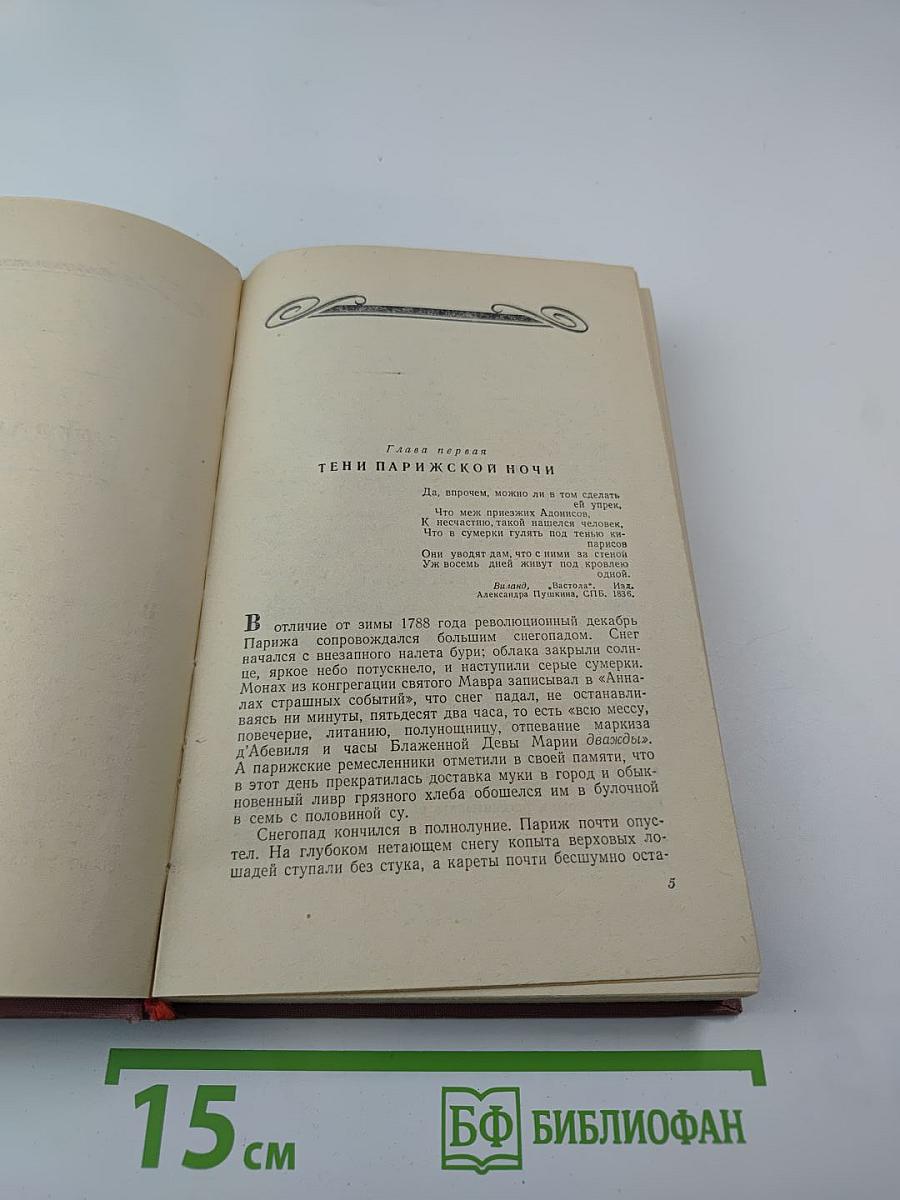 Глава первая
ТЕНИ ПАРИЖСКОЙ НОЧИ
Да, впрочем, можно ли в том сделать
ей упрек,
Что меж приезжих Адонисов,
К несчастию, такой нашелся человек,
Что в сумерки гулять под тенью ки-
парисов
Они уводят дам, что с ними за стеной
Уж восемь дней живут под кровлею
одной.
Виланд, „Вастола“. Изд.
Александра Пушкина, СПБ. 1836.
В отличие от зимы 1788 года революционный декабрь
Парижа сопровождался большим снегопадом. Снег
начался с внезапного налета бури; облака закрыли солн-
це, яркое небо потускнело, и наступили серые сумерки.
Монах из конгрегации святого Мавра записывал в «Анна-
лах страшных событий», что снег падал, не останавли-
ваясь ни минуты, пятьдесят два часа, то есть «всю мессу,
повечерие, литанию, полунощницу, отпевание маркиза
д’Абевиля и часы Блаженной Девы Марии дважды».
А парижские ремесленники отметили в своей памяти, что
в этот день прекратилась доставка муки в город и обык-
новенный ливр грязного хлеба обошелся им в булочной
в семь с половиной су.
Снегопад кончился в полнолуние. Париж почти опус-
тел. На глубоком нетающем снегу копыта верховых ло-
шадей ступали без стука, а кареты почти бесшумно оста-
5
15 см
БФ БИБЛИОФАН